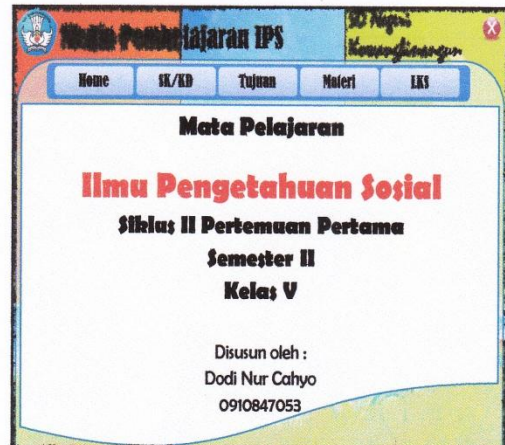 Media Pembelajaran IPS
SD Negeri
Home SK/KD Tujuan Materi LKS
Mata Pelajaran
Ilmu Pengetahuan Sosial
Siklus II Pertemuan Pertama
Semester II
Kelas V
Disusun oleh :
Dodi Nur Cahyo
0910847053